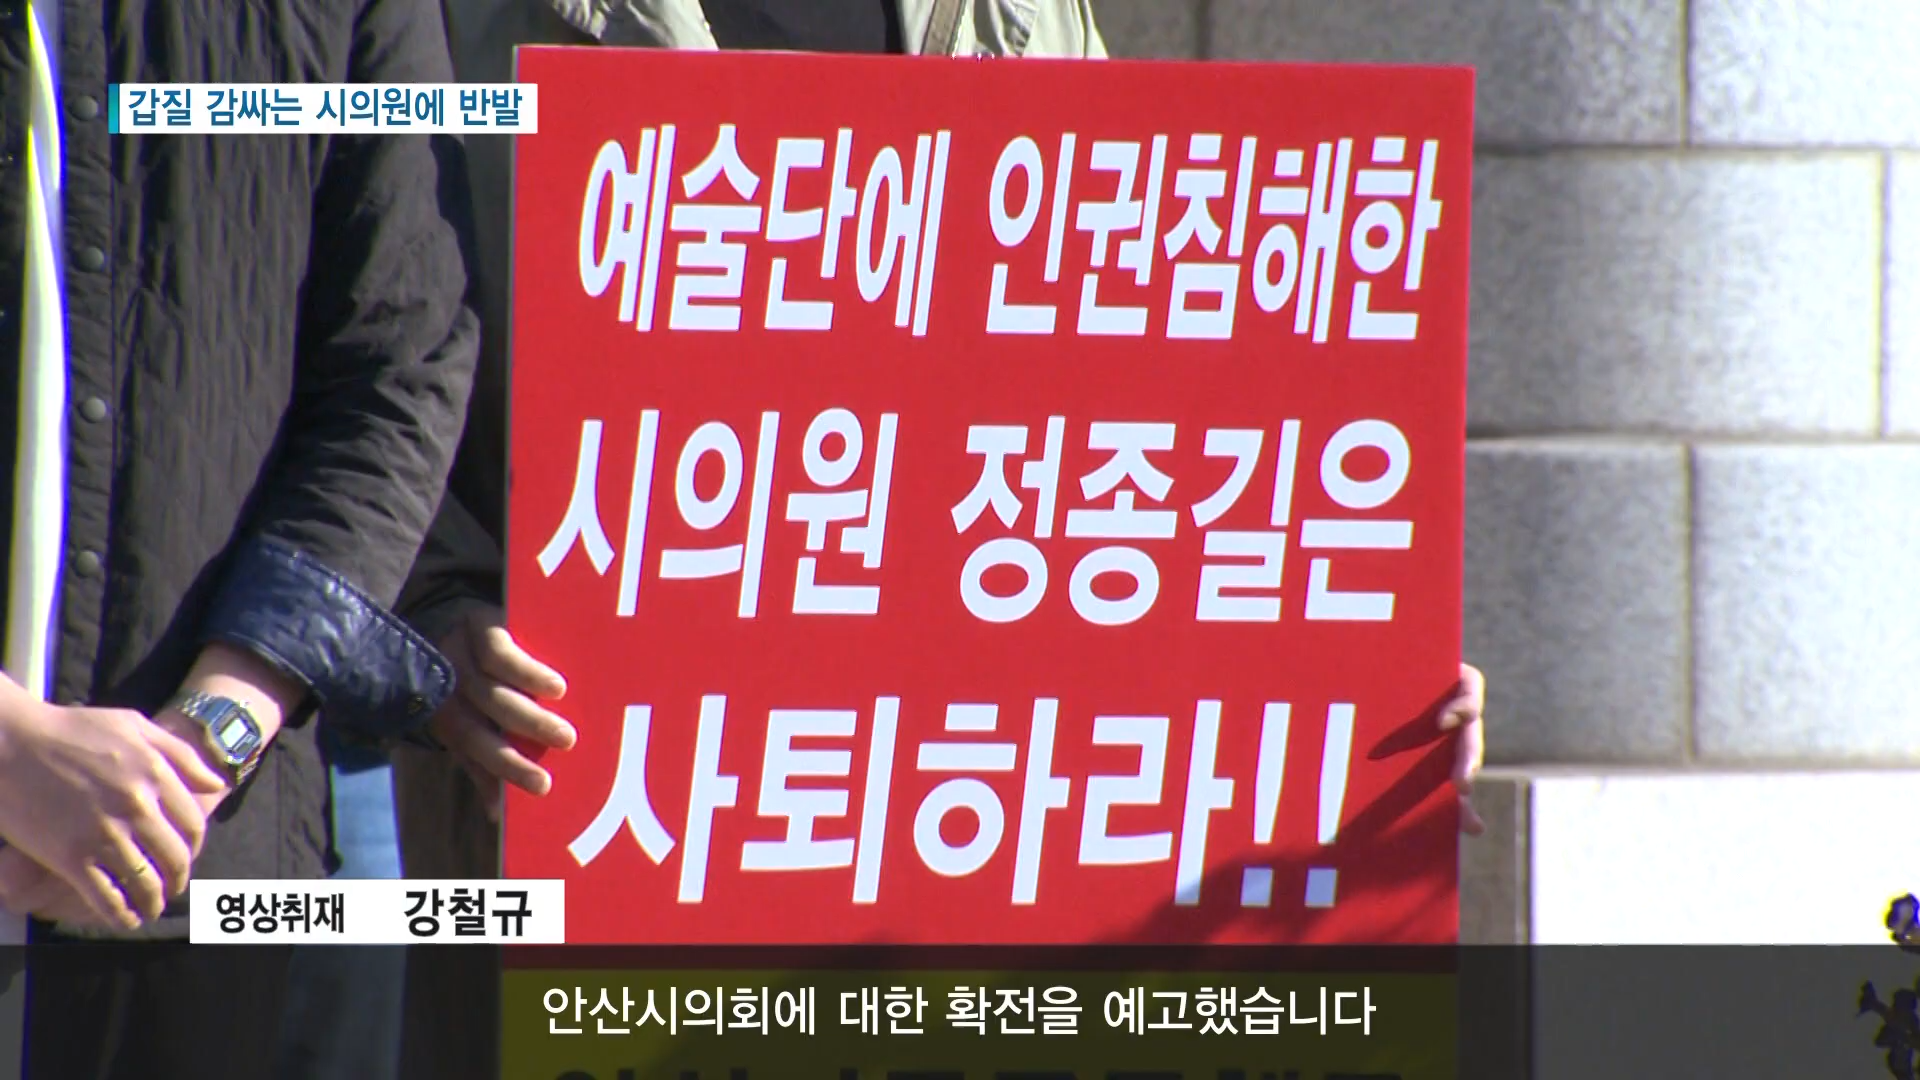 갑질 감싸는 시의원에 반발
예술단에 인권침해한
시의원 정종길은
사퇴하라!!
영상취재 강철규
안산시의회에 대한 확전을 예고했습니다